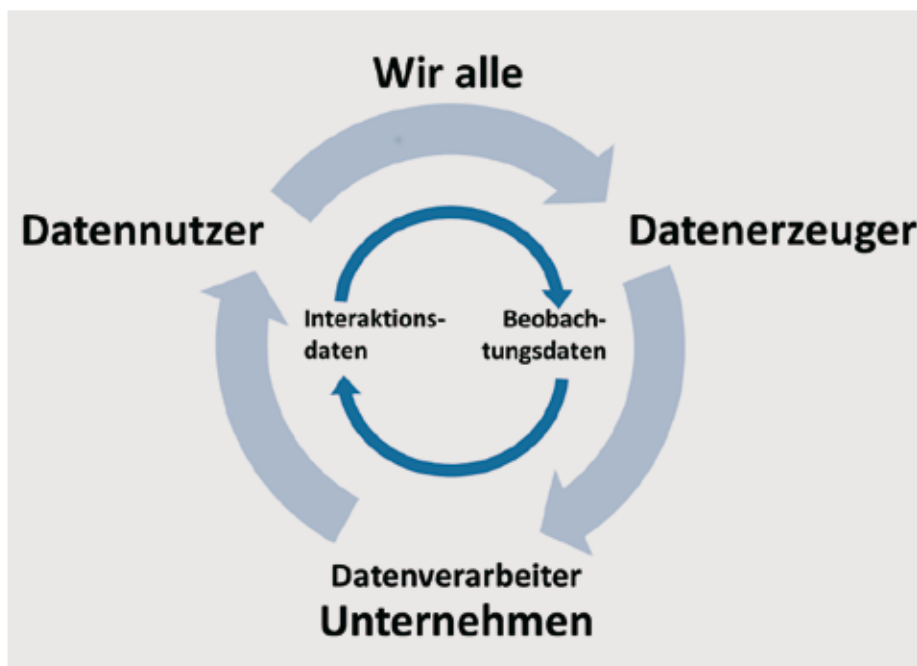 Wir alle
Datennutzer
Datenerzeuger
Interaktions-
daten
Beobach-
tungsdaten
Datenverarbeiter
Unternehmen